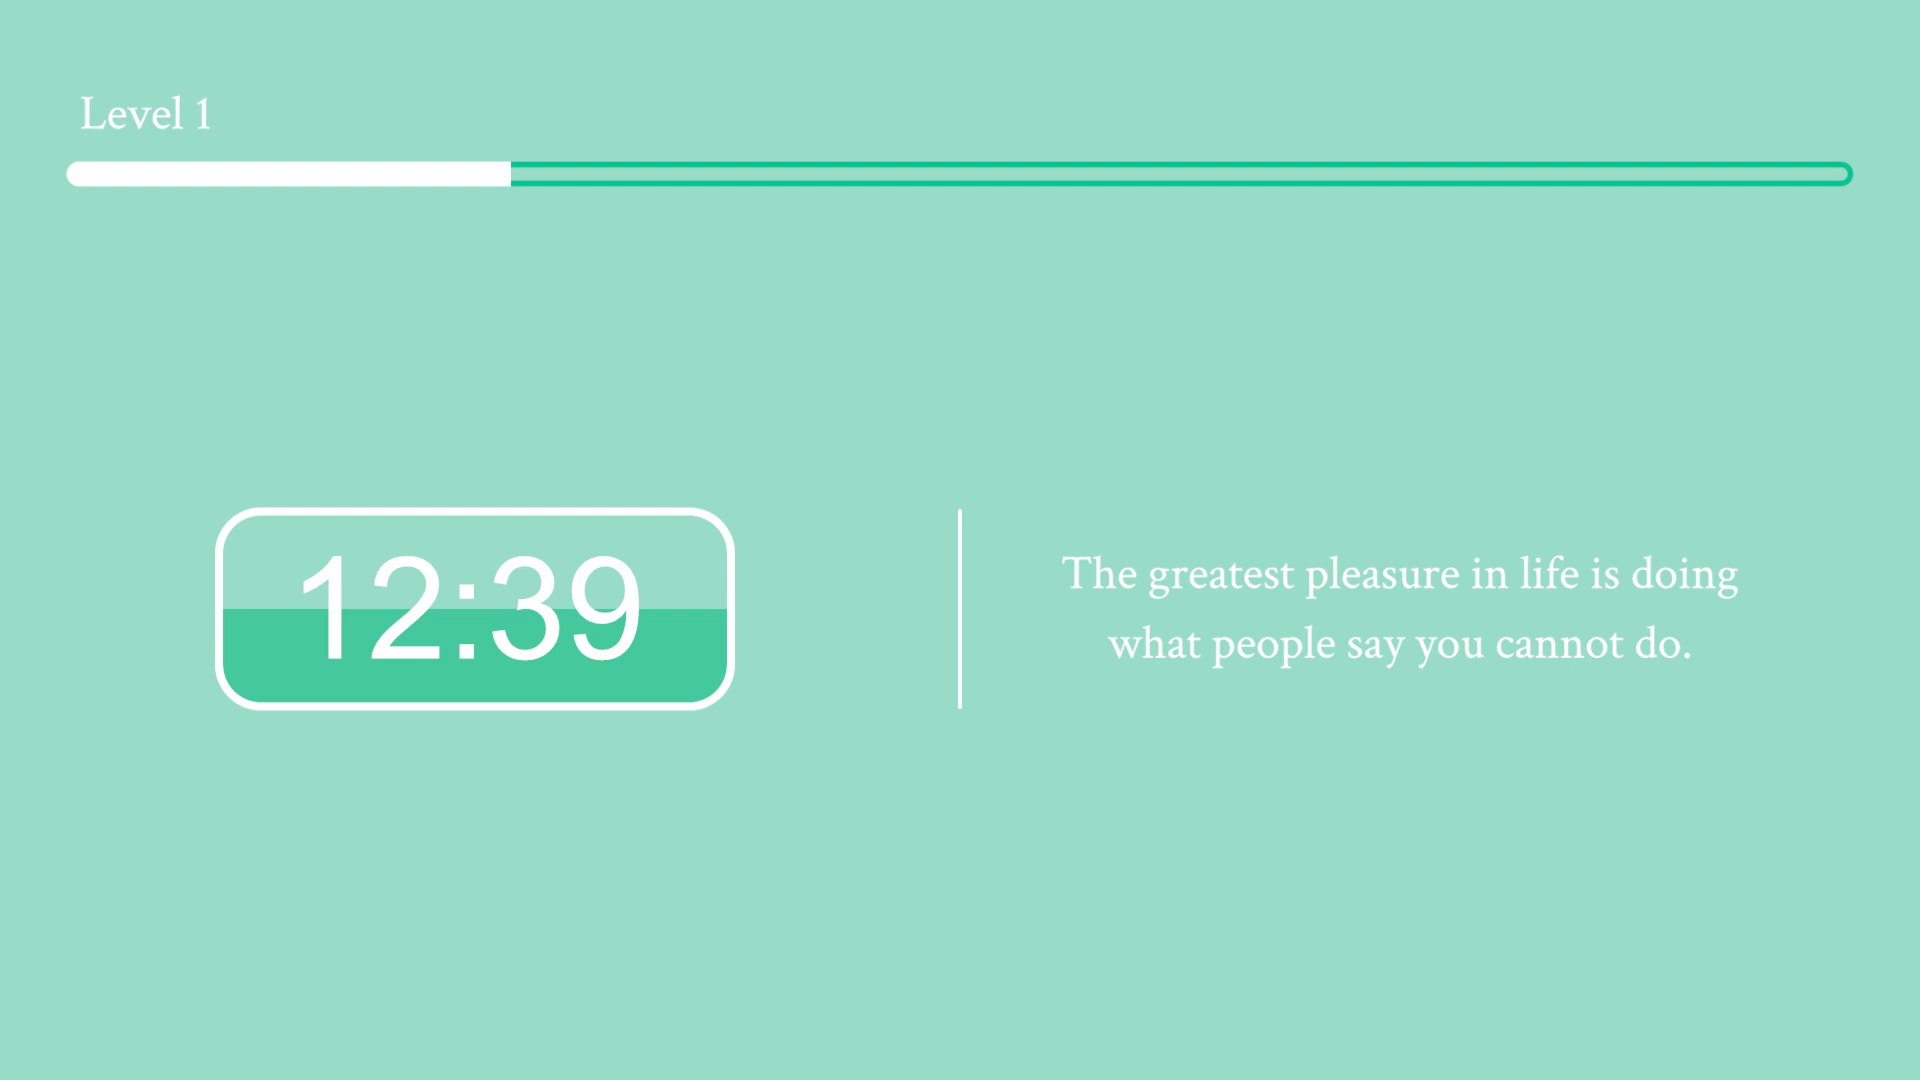 Level 1
12:39
The greatest pleasure in life is doing
what people say you cannot do.